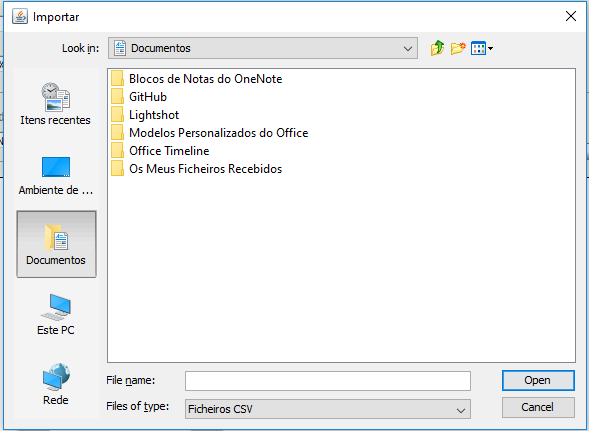 Importar
Look in:
Documentos
Itens recentes
Ambiente de ...
Documentos
Este PC
Rede
Blocos de Notas do OneNote
GitHub
Lightshot
Modelos Personalizados do Office
Office Timeline
Os Meus Ficheiros Recebidos
File name:
Open
Files of type:
Ficheiros CSV
Cancel